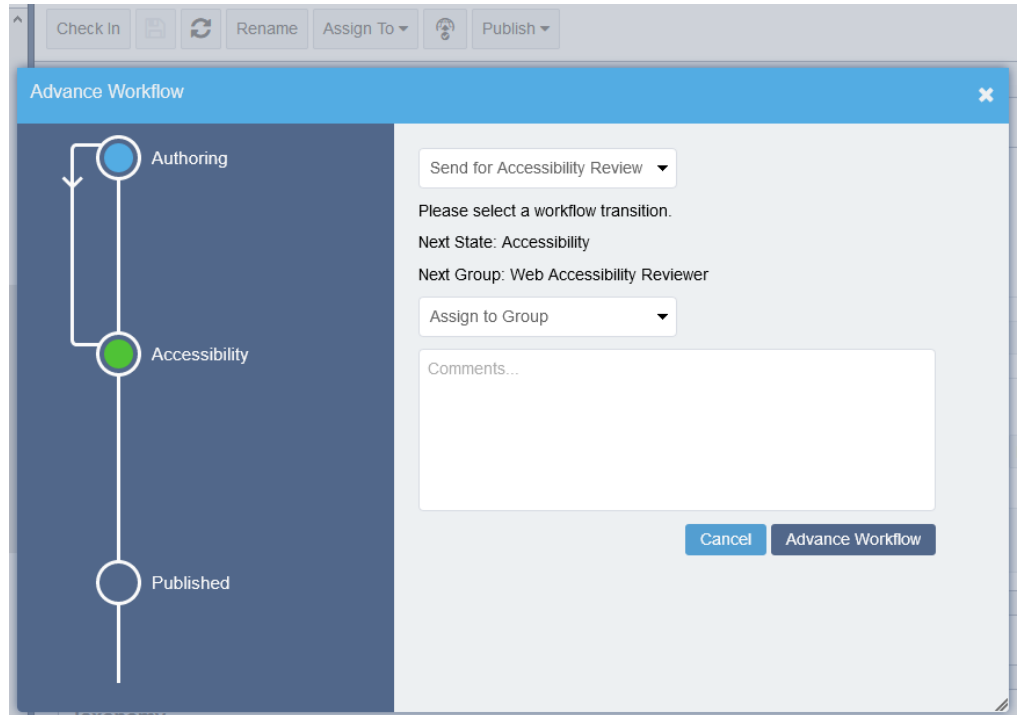 Check In Rename Assign To Publish
Advance Workflow
Authoring
Send for Accessibility Review
Please select a workflow transition.
Next State: Accessibility
Next Group: Web Accessibility Reviewer
Assign to Group
Accessibility
Comments...
Cancel Advance Workflow
Published